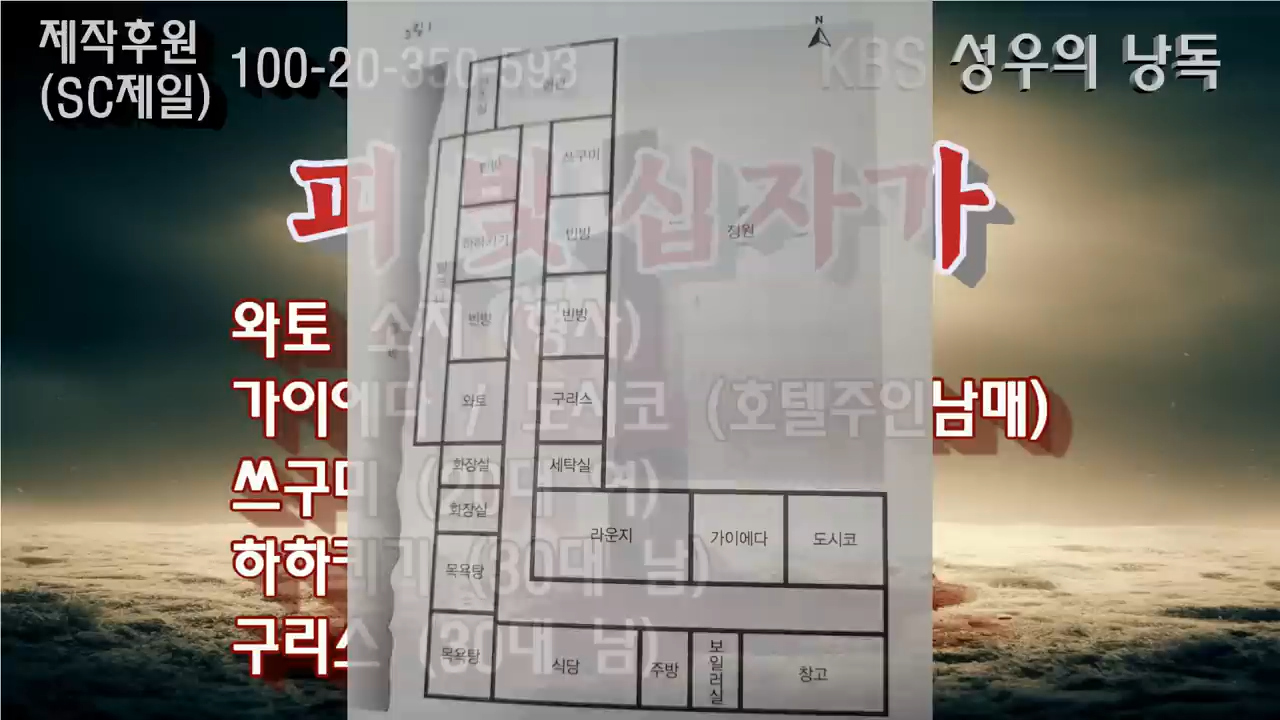 제작후원
(SC제일)
100-20-350-593
KBS 성우의 낭독
피 빛 십자가
와토 소지 (형사)
가이에다 / 도시코 (호텔주인남매)
쓰구미 (20대 여)
하하키기 (30대 남)
구리스 (30대 남)
N
현관
쓰구미
하하키기
빈빙
정원
빈빙
빈빙
와토
구리스
화장실
세탁실
화장실
라운지
가이에다
도시코
목욕탕
목욕탕
식당
주방
보일러실
창고